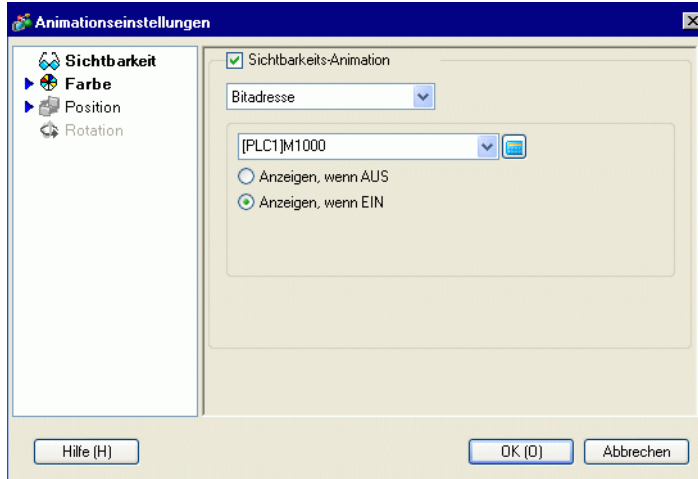 Animationseinstellungen
Sichtbarkeit
Farbe
Position
Rotation
Sichtbarkeits-Animation
Bitadresse
[PLC1]M1000
Anzeigen, wenn AUS
Anzeigen, wenn EIN
Hilfe (H)
OK (O)
Abbrechen